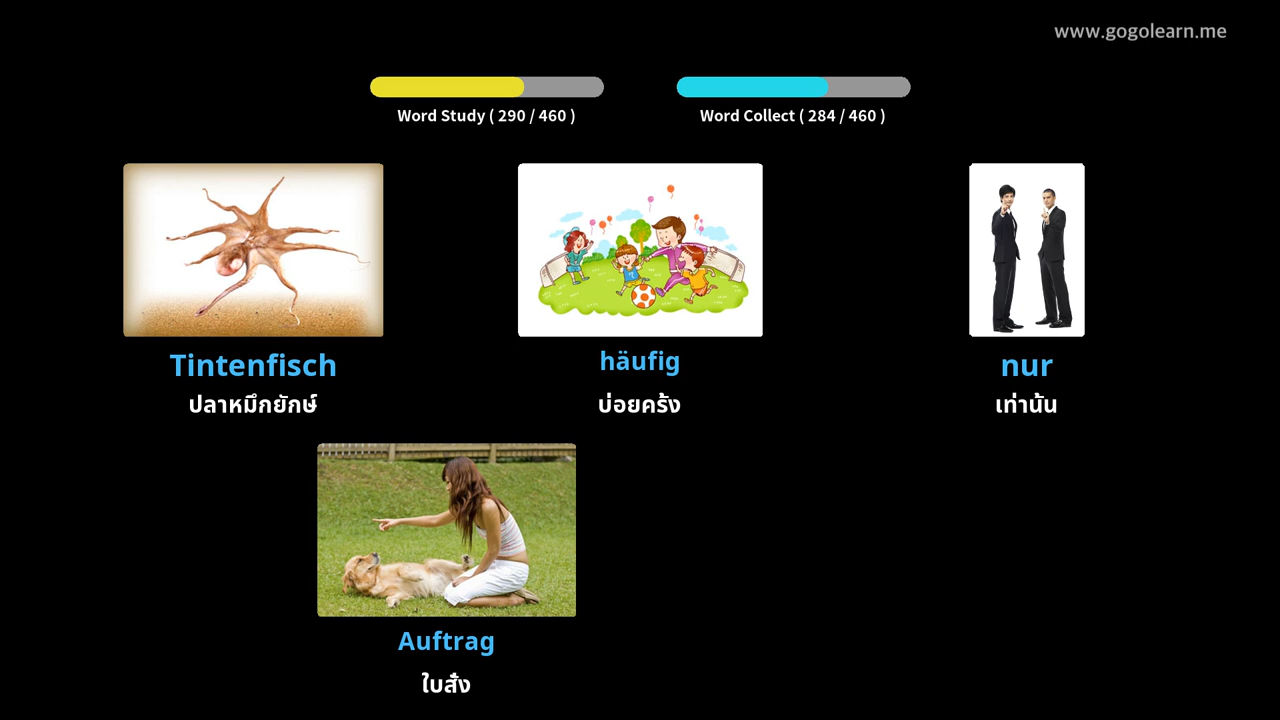 www.gogolearn.me
Word Study ( 290 / 460 )
Word Collect ( 284 / 460 )
Tintenfisch
häufig
nur
ปลาหมึกยักษ์
บ่อยครั้ง
เท่านั้น
Auftrag
ใบสั่ง